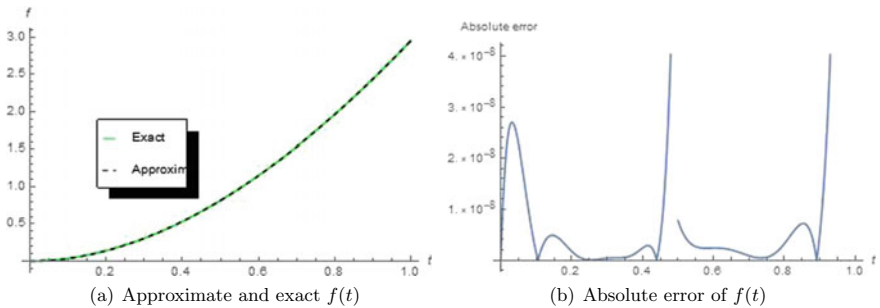 f
3.0
2.5
2.0
1.5
1.0
0.5
0.2
0.4
0.6
0.8
1.0
t
Exact
Approxim
(a) Approximate and exact f(t)
Absolute error
4. × 10⁻⁸
3. × 10⁻⁸
2. × 10⁻⁸
1. × 10⁻⁸
0.2
0.4
0.6
0.8
1.0
t
(b) Absolute error of f(t)